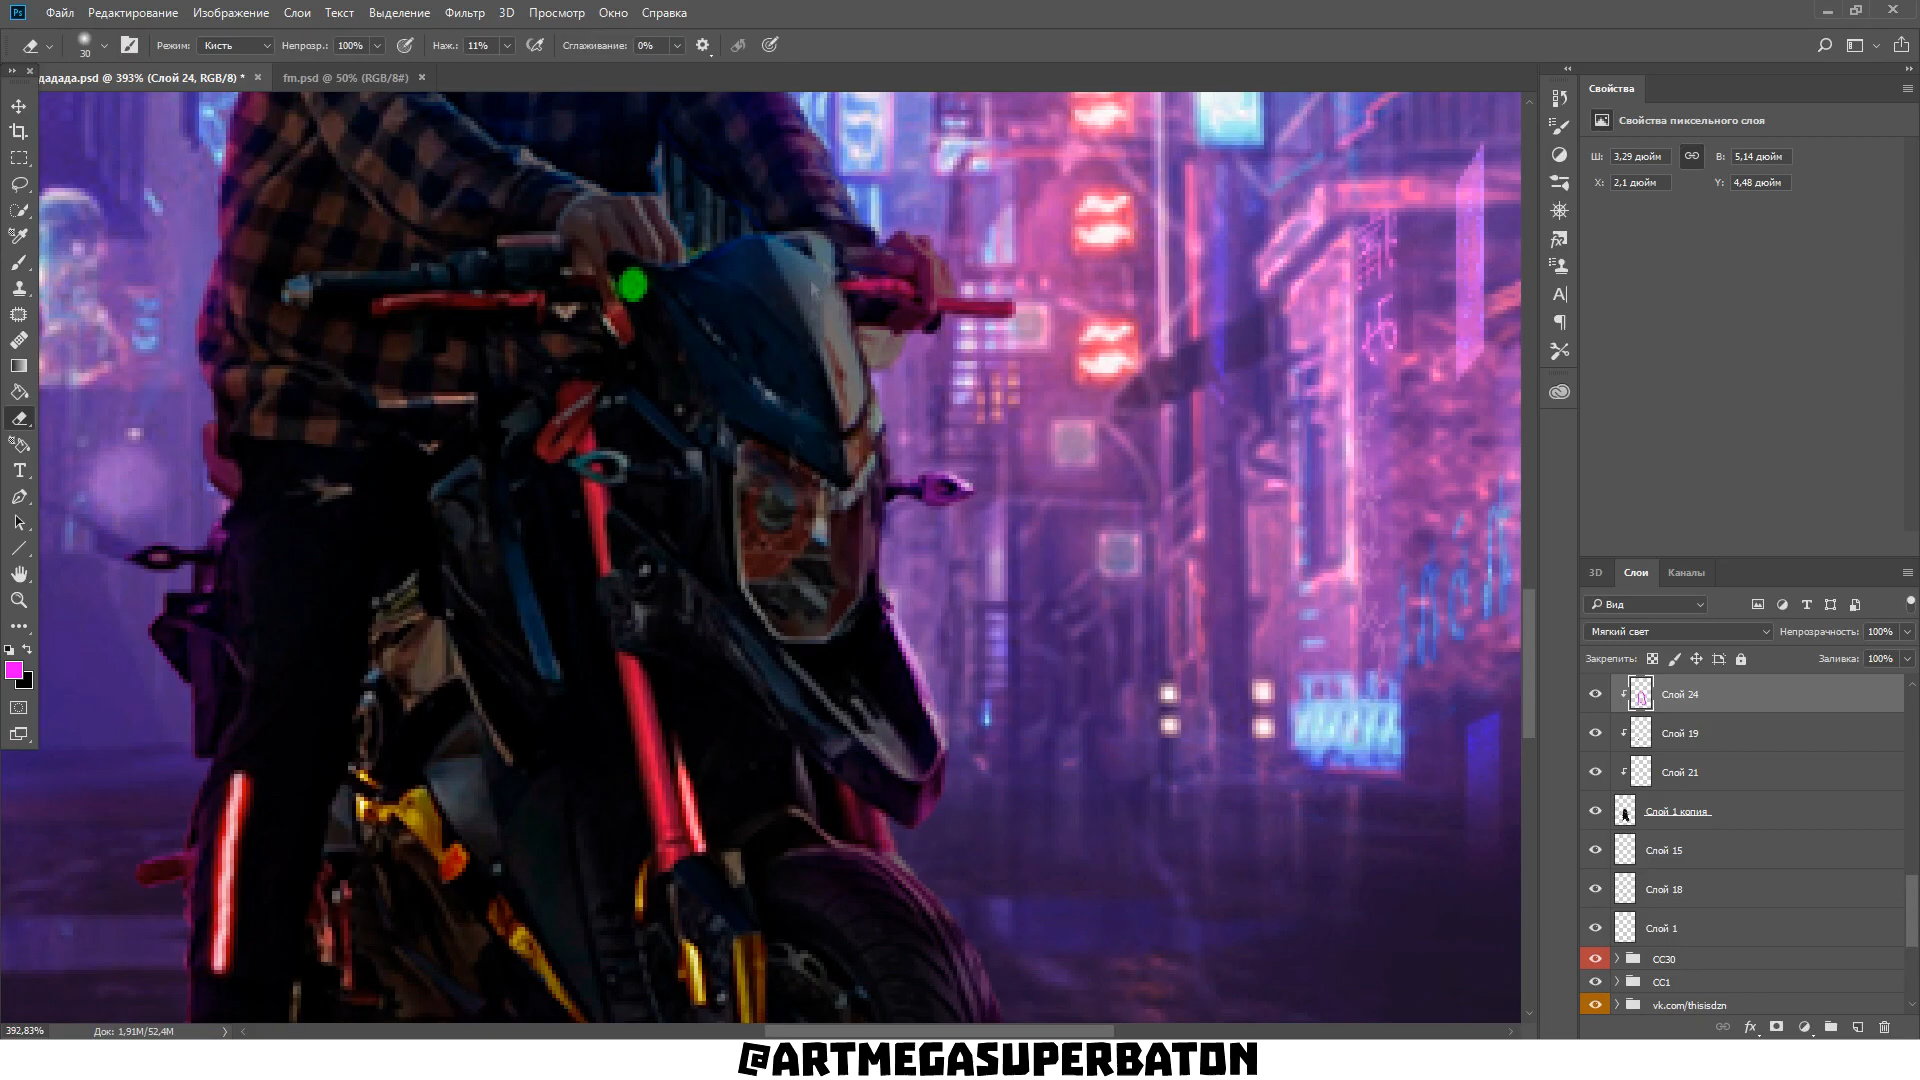 Ps Файл Редактирование Изображение Слои Текст Выделение Фильтр 3D Просмотр Окно Справка
30 Режим: Кисть Непрозр.: 100% Наж.: 11% Сглаживание: 0%
дадада.psd @ 393% (Слой 24, RGB/8) * × fm.psd @ 50% (RGB/8#) ×
Свойства
Свойства пиксельного слоя
Ш: 3,29 дюйм В: 5,14 дюйм
X: 2,1 дюйм Y: 4,48 дюйм
3D Слои Каналы
Вид
Мягкий свет Непрозрачность: 100%
Закрепить: Заливка: 100%
Слой 24
Слой 19
Слой 21
Слой 1 копия
Слой 15
Слой 18
Слой 1
CC30
CC1
vk.com/thisisdzn
392,83% Док: 1,91M/52,4M
@ARTMEGASUPERBATON